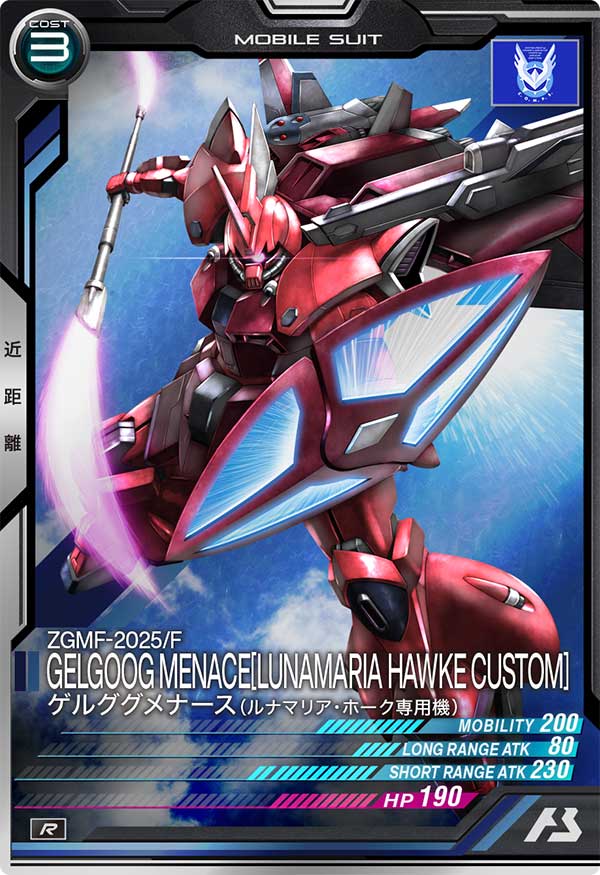 COST
3
MOBILE SUIT
近距離
ZGMF-2025/F
GELGOOG MENACE[LUNAMARIA HAWKE CUSTOM]
ゲルググメナース(ルナマリア・ホーク専用機)
MOBILITY 200
LONG RANGE ATK 80
SHORT RANGE ATK 230
HP 190
R